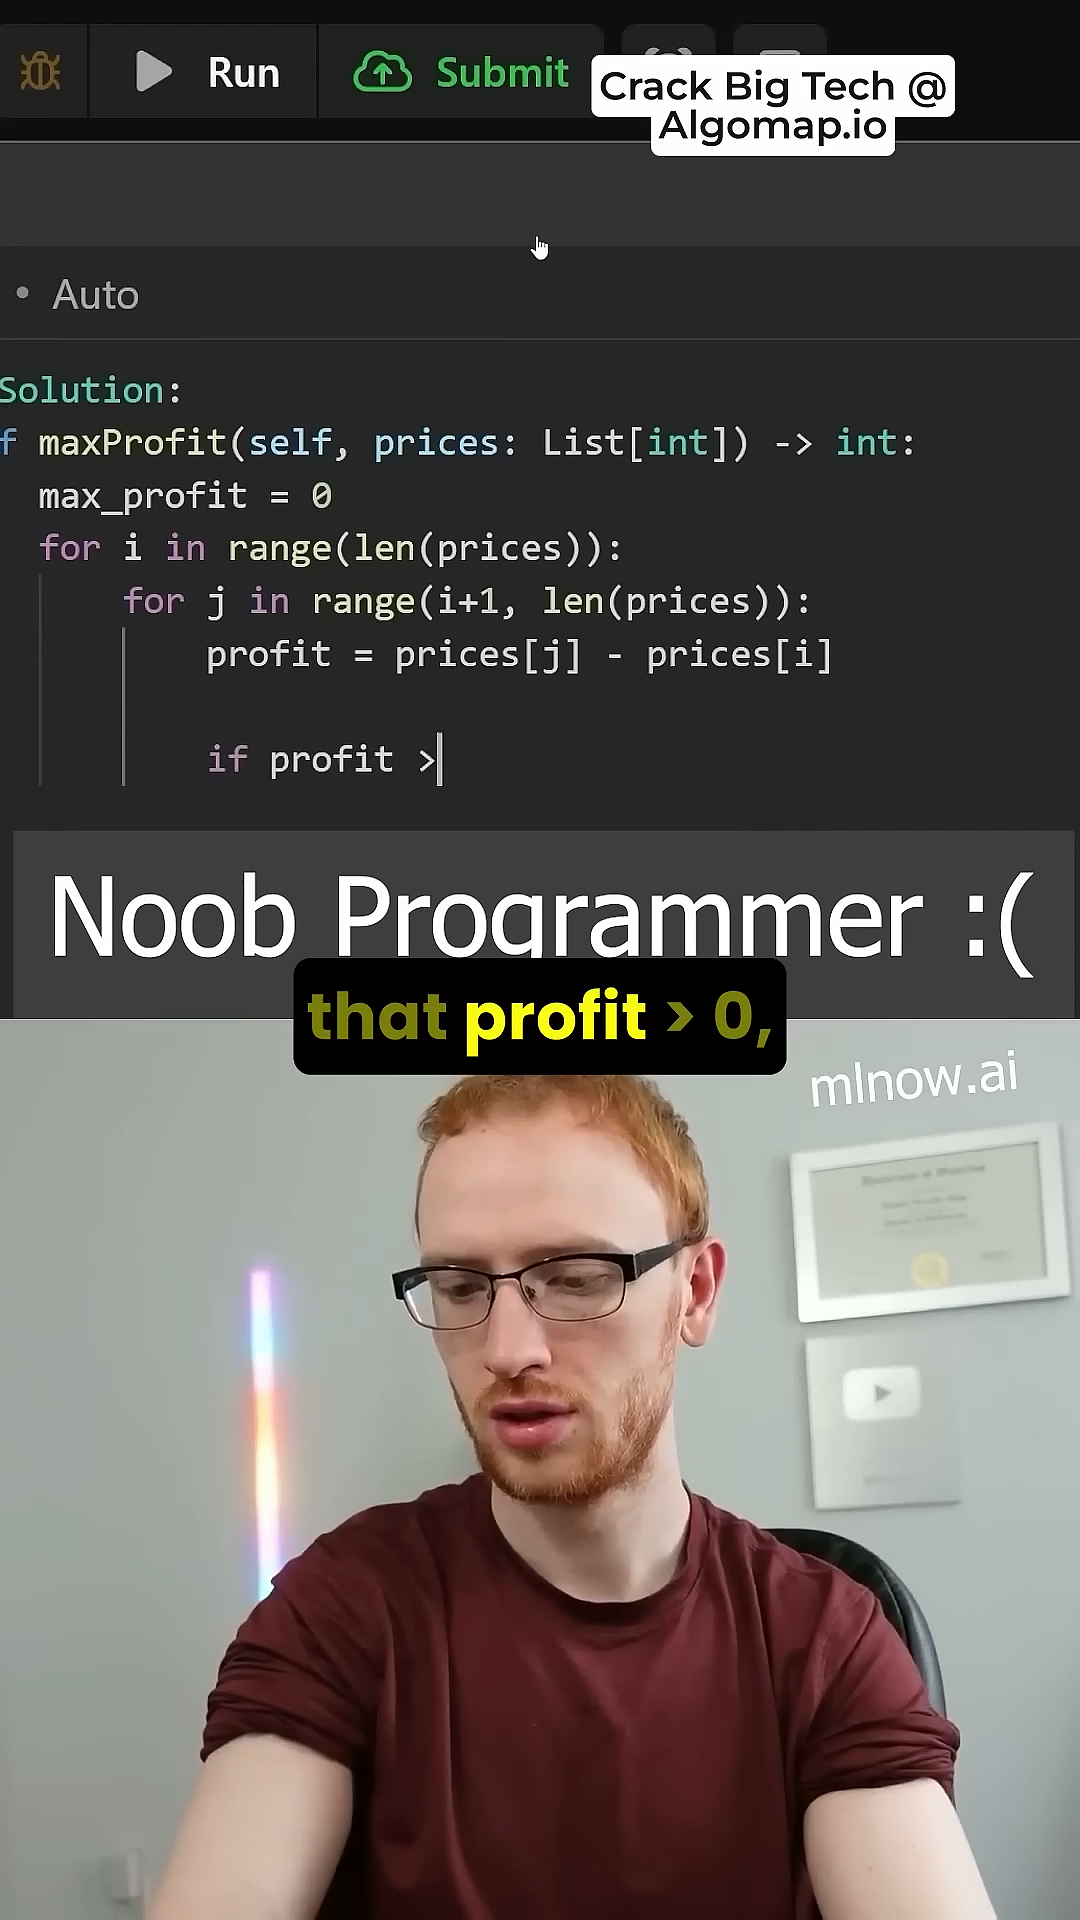 Run
Submit
Crack Big Tech @
Algomap.io
• Auto
Solution:
f maxProfit(self, prices: List[int]) -> int:
max_profit = 0
for i in range(len(prices)):
for j in range(i+1, len(prices)):
profit = prices[j] - prices[i]
if profit >
Noob Programmer :(
that profit > 0,
mlnow.ai